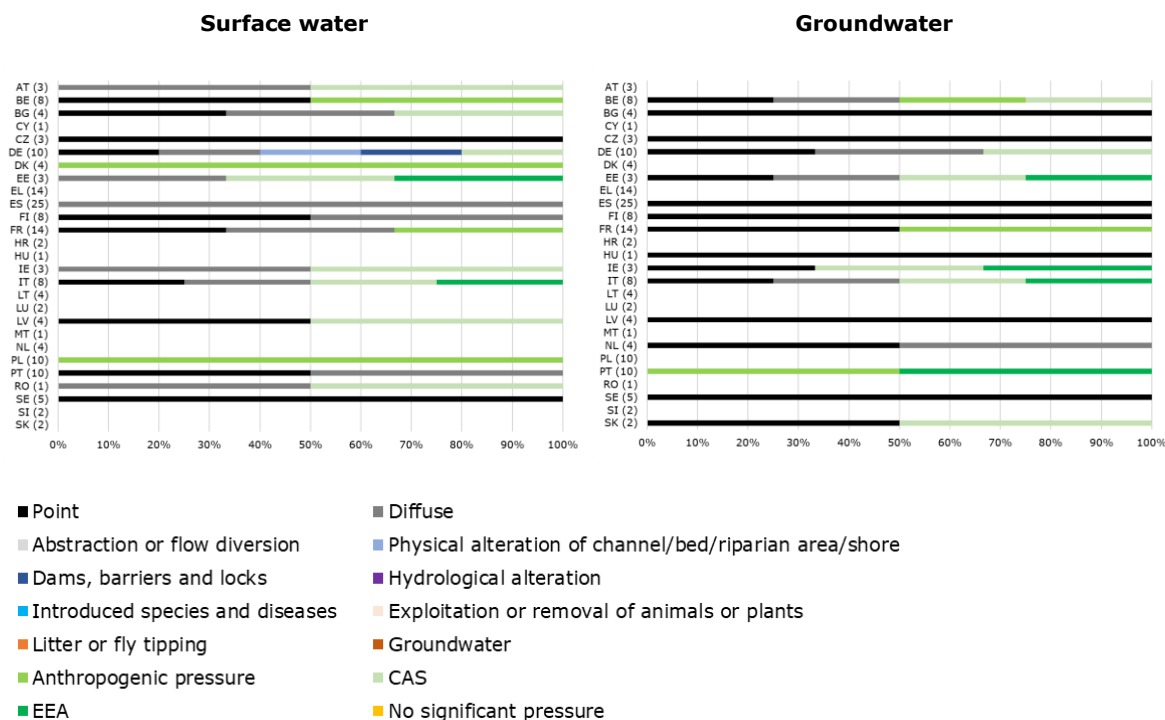 Surface water
Groundwater
AT (3)
BE (8)
BG (4)
CY (1)
CZ (3)
DE (10)
DK (4)
EE (3)
EL (14)
ES (25)
FI (8)
FR (14)
HR (2)
HU (1)
IE (3)
IT (8)
LT (4)
LU (2)
LV (4)
MT (1)
NL (4)
PL (10)
PT (10)
RO (1)
SE (5)
SI (2)
SK (2)
0% 10% 20% 30% 40% 50% 60% 70% 80% 90% 100%
AT (3)
BE (8)
BG (4)
CY (1)
CZ (3)
DE (10)
DK (4)
EE (3)
EL (14)
ES (25)
FI (8)
FR (14)
HR (2)
HU (1)
IE (3)
IT (8)
LT (4)
LU (2)
LV (4)
MT (1)
NL (4)
PL (10)
PT (10)
RO (1)
SE (5)
SI (2)
SK (2)
0% 10% 20% 30% 40% 50% 60% 70% 80% 90% 100%
Point
Diffuse
Abstraction or flow diversion
Physical alteration of channel/bed/riparian area/shore
Dams, barriers and locks
Hydrological alteration
Introduced species and diseases
Exploitation or removal of animals or plants
Litter or fly tipping
Groundwater
Anthropogenic pressure
CAS
EEA
No significant pressure